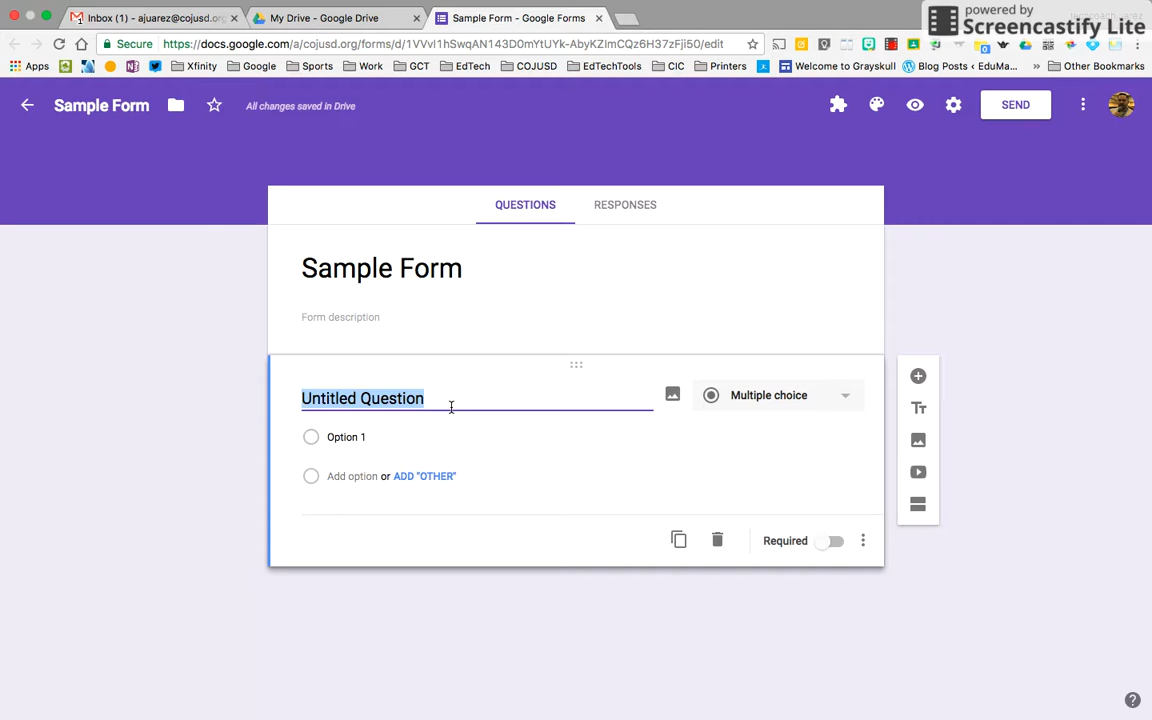 powered by
Screencastify Lite
Inbox (1) - ajuarez@cojusd.org
My Drive - Google Drive
Sample Form - Google Forms
Secure
https://docs.google.com/a/cojusd.org/forms/d/1VVvl1hSwqAN143D0mYtUYk-AbyKZlmCQz6H37zFji50/edit
Apps
Xfinity
Google
Sports
Work
GCT
EdTech
COJUSD
EdTechTools
CIC
Printers
Welcome to Grayskull
Blog Posts ‹ EduMa...
»
Other Bookmarks
Sample Form
All changes saved in Drive
SEND
QUESTIONS
RESPONSES
Sample Form
Form description
Untitled Question
Multiple choice
Option 1
Add option or ADD "OTHER"
Required
Tт